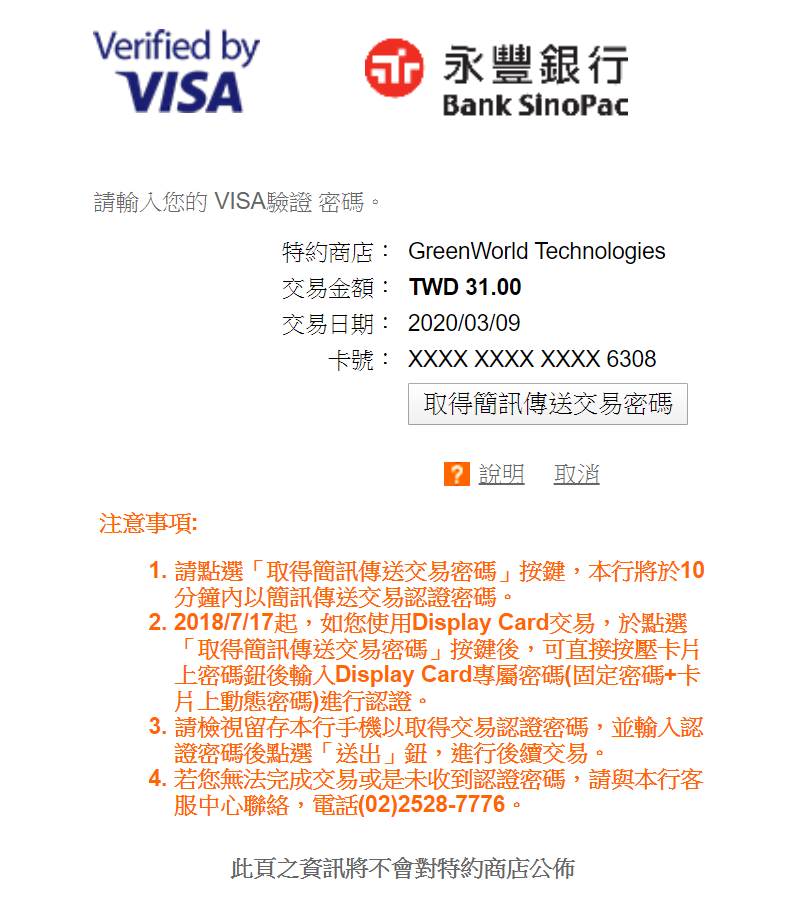 Verified by
VISA
永豐銀行
Bank SinoPac
請輸入您的 VISA驗證 密碼。
特約商店： GreenWorld Technologies
交易金額： TWD 31.00
交易日期： 2020/03/09
卡號： XXXX XXXX XXXX 6308
取得簡訊傳送交易密碼
? 說明 取消
注意事項:
1. 請點選「取得簡訊傳送交易密碼」按鍵，本行將於10
分鐘內以簡訊傳送交易認證密碼。
2. 2018/7/17起，如您使用Display Card交易，於點選
「取得簡訊傳送交易密碼」按鍵後，可直接按壓卡片
上密碼鈕後輸入Display Card專屬密碼(固定密碼+卡
片上動態密碼)進行認證。
3. 請檢視留存本行手機以取得交易認證密碼，並輸入認
證密碼後點選「送出」鈕，進行後續交易。
4. 若您無法完成交易或是未收到認證密碼，請與本行客
服中心聯絡，電話(02)2528-7776。
此頁之資訊將不會對特約商店公佈